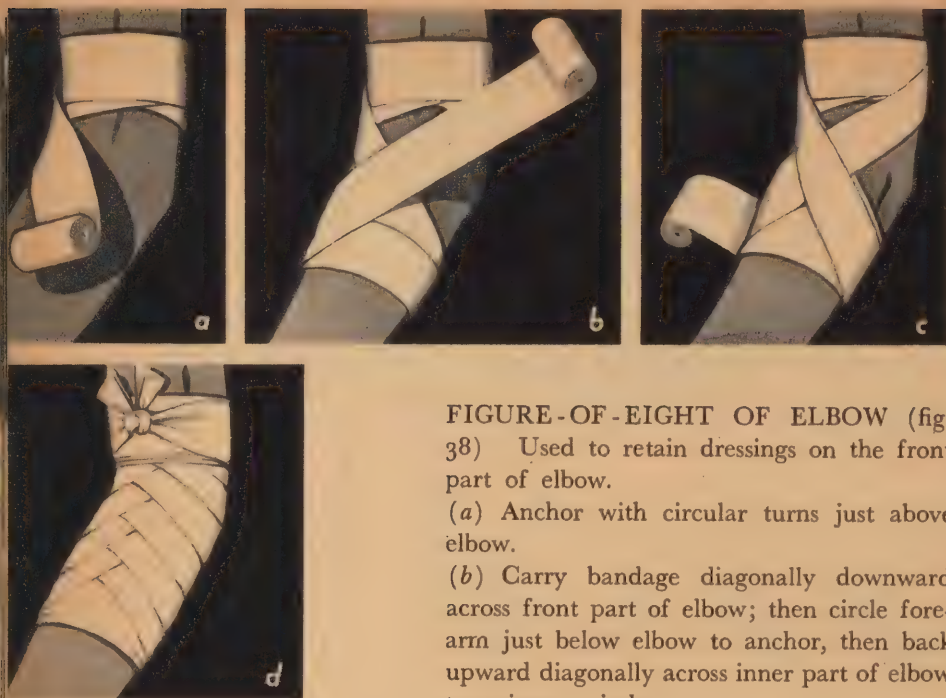 a
b
c
d
FIGURE-OF-EIGHT OF ELBOW (fig
38) Used to retain dressings on the front
part of elbow.
(a) Anchor with circular turns just above
elbow.
(b) Carry bandage diagonally downward
across front part of elbow; then circle fore-
arm just below elbow to anchor, then back
upward diagonally across inner part of elbow